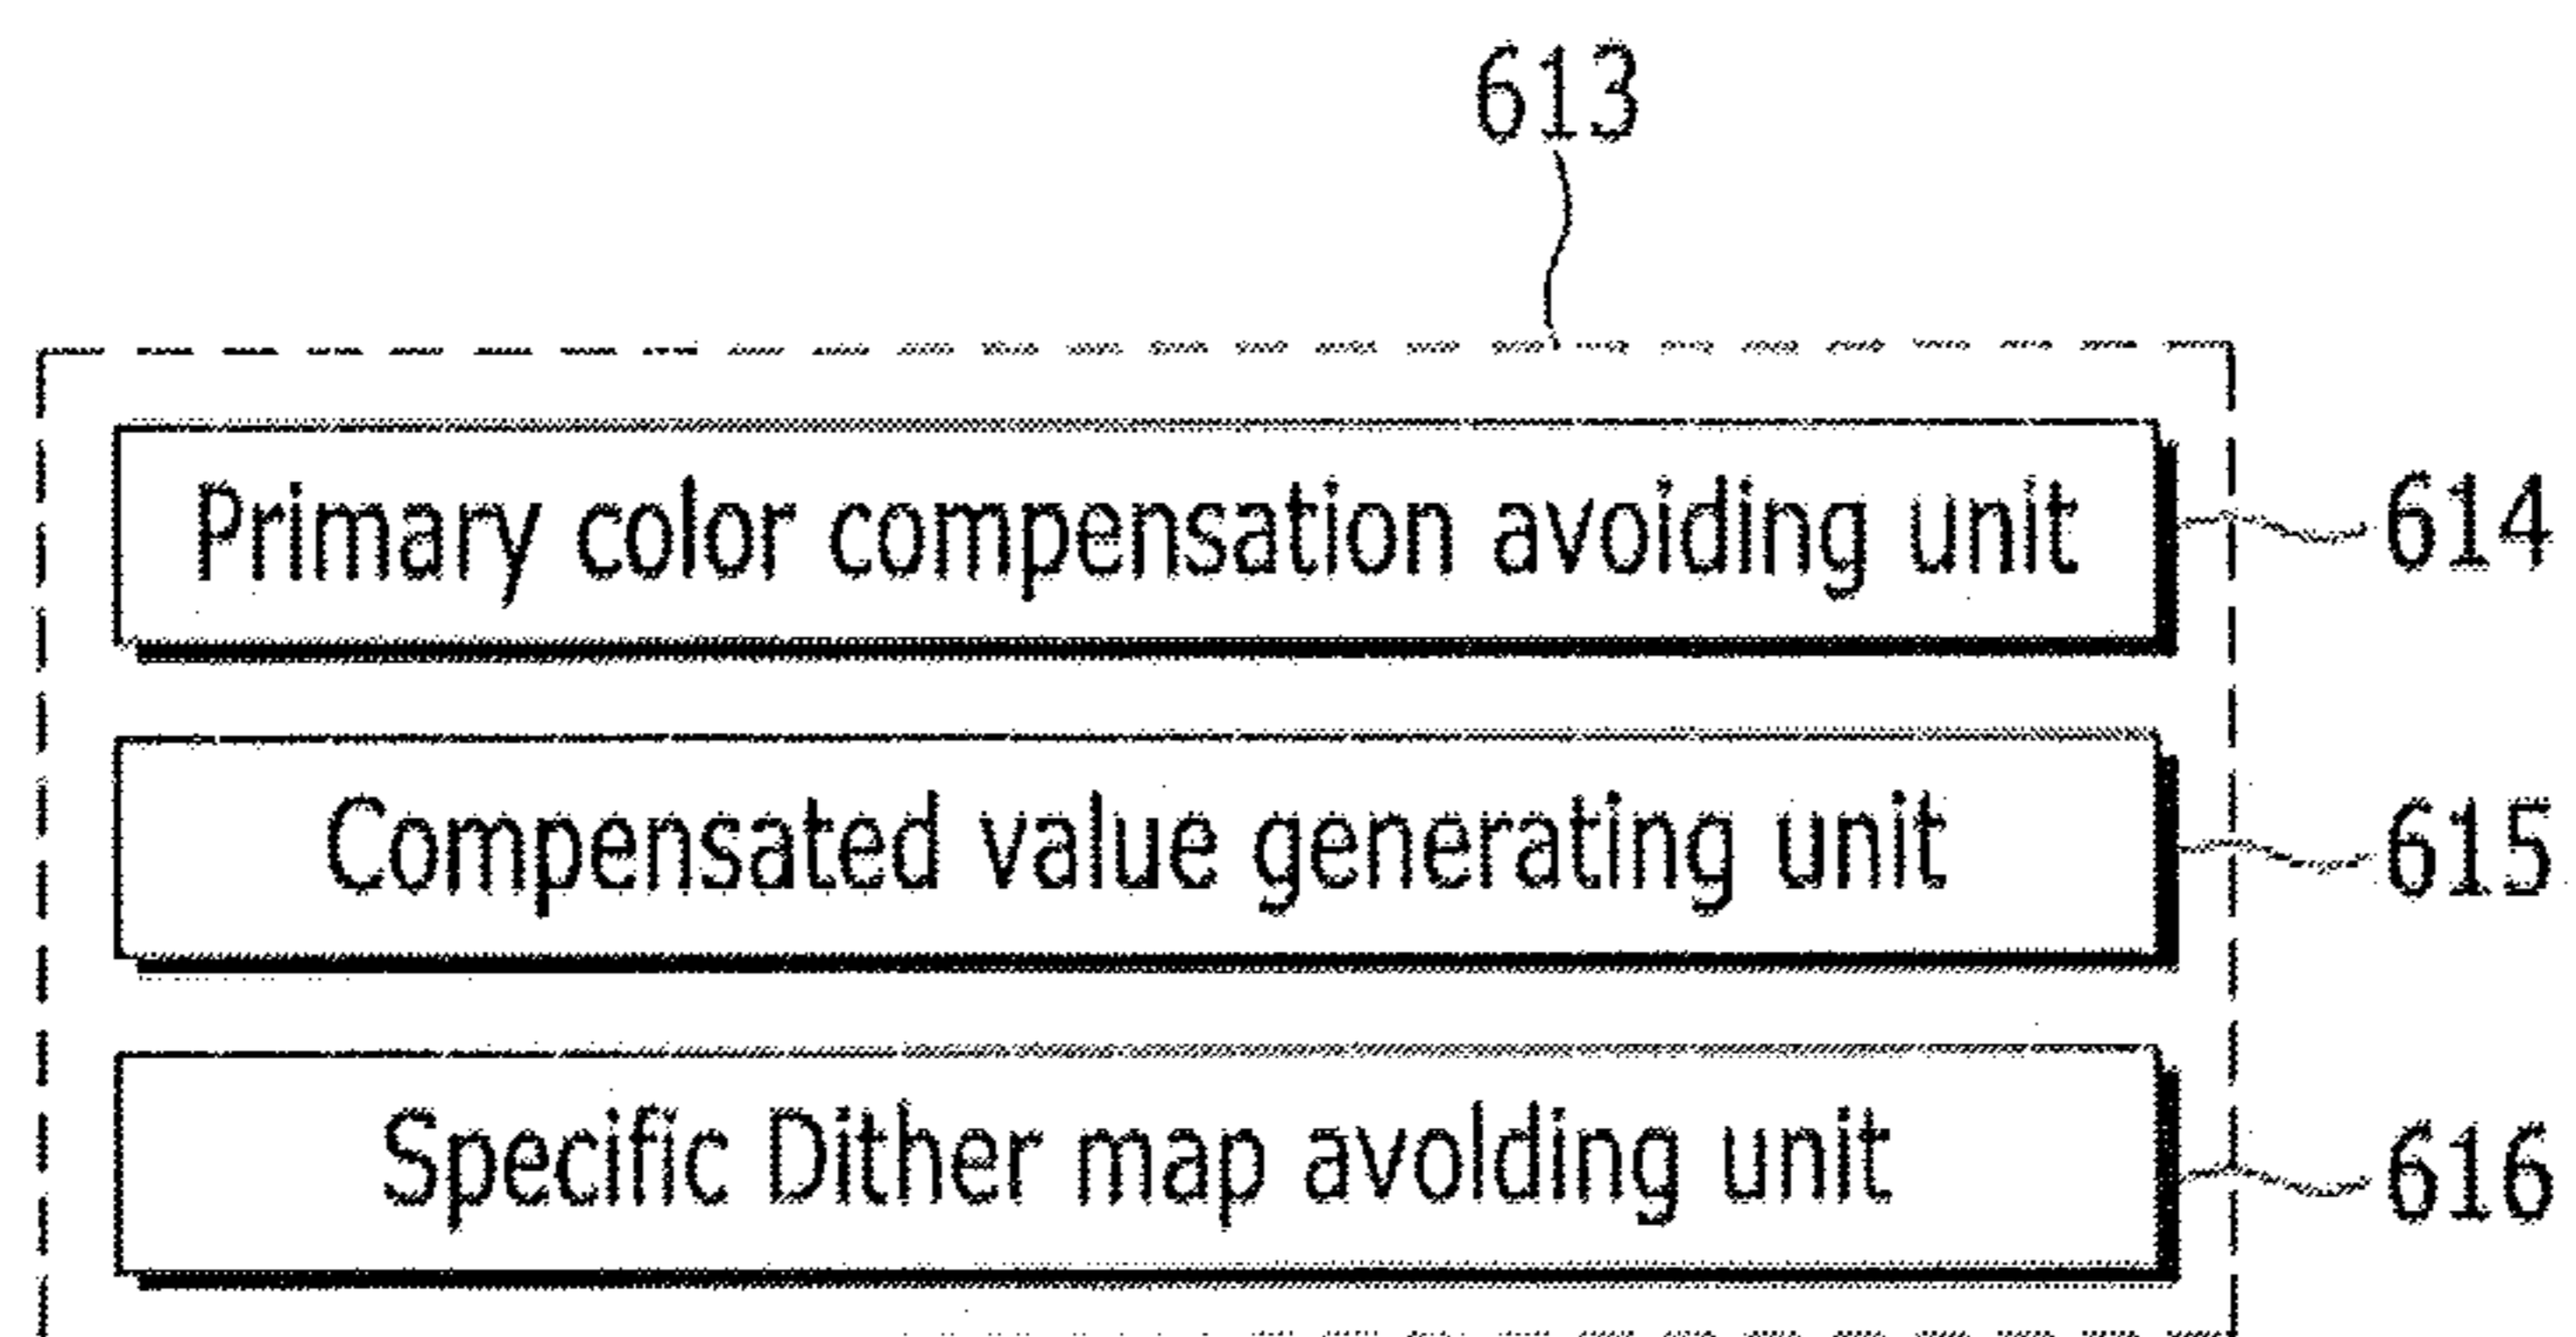 613
Primary color compensation avoiding unit 614
Compensated value generating unit 615
Specific Dither map avolding unit 616